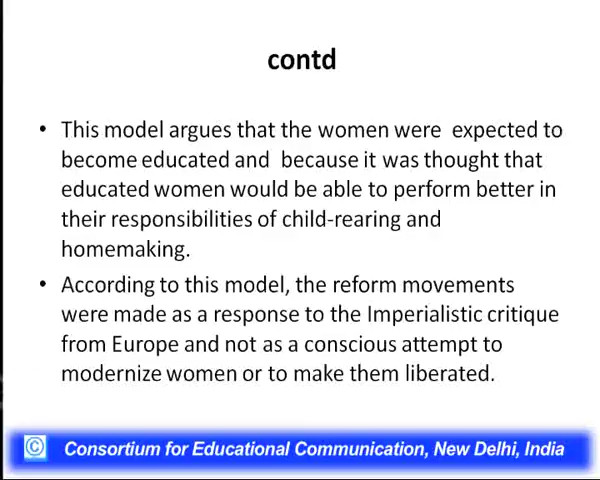 contd
• This model argues that the women were expected to
become educated and because it was thought that
educated women would be able to perform better in
their responsibilities of child-rearing and
homemaking.
• According to this model, the reform movements
were made as a response to the Imperialistic critique
from Europe and not as a conscious attempt to
modernize women or to make them liberated.
© Consortium for Educational Communication, New Delhi, India